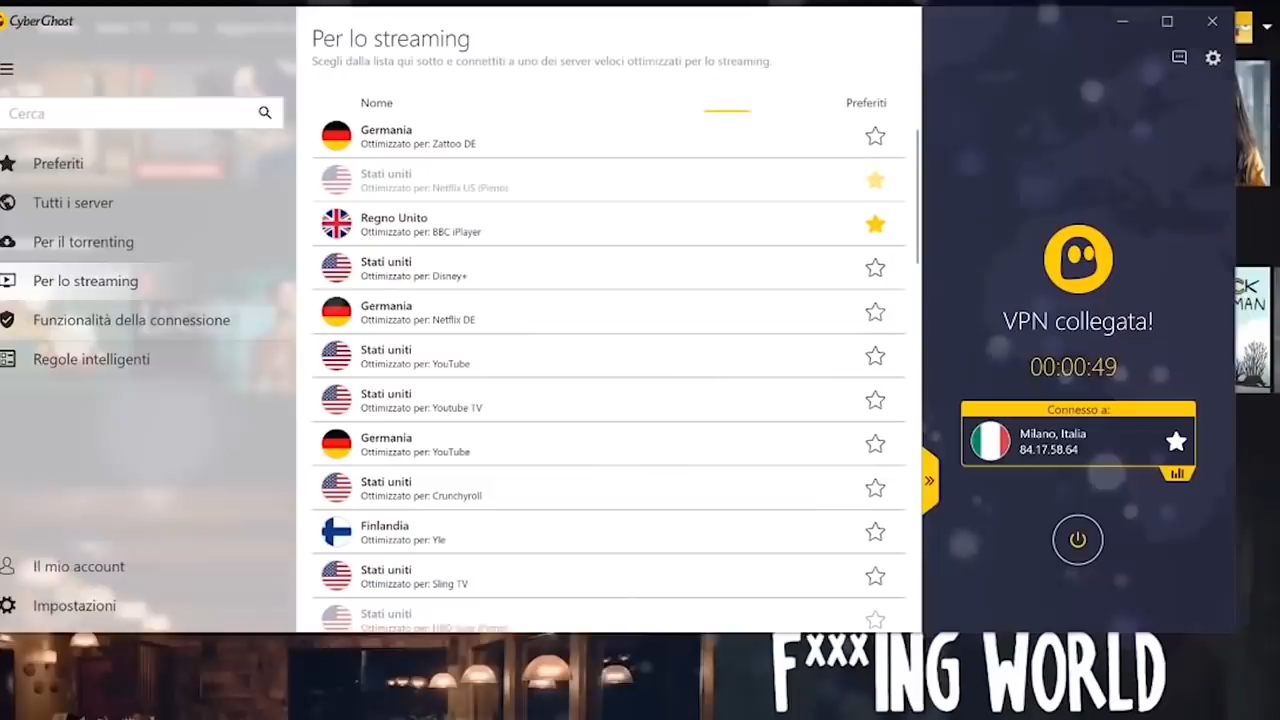 CyberGhost
Cerca
Preferiti
Tutti i server
Per il torrenting
Per lo streaming
Funzionalità della connessione
Regole intelligenti
Il mio account
Impostazioni
Per lo streaming
Scegli dalla lista qui sotto e connettiti a uno dei server veloci ottimizzati per lo streaming.
Nome
Preferiti
Germania
Ottimizzato per: Zattoo DE
Stati uniti
Ottimizzato per: Netflix US
Regno Unito
Ottimizzato per: BBC iPlayer
Stati uniti
Ottimizzato per: Disney+
Germania
Ottimizzato per: Netflix DE
Stati uniti
Ottimizzato per: YouTube
Stati uniti
Ottimizzato per: Youtube TV
Germania
Ottimizzato per: YouTube
Stati uniti
Ottimizzato per: Crunchyroll
Finlandia
Ottimizzato per: Yle
Stati uniti
Ottimizzato per: Sling TV
Stati uniti
Ottimizzato per:
VPN collegata!
00:00:49
Connesso a:
Milano, Italia
84.17.58.64
F***ING WORLD